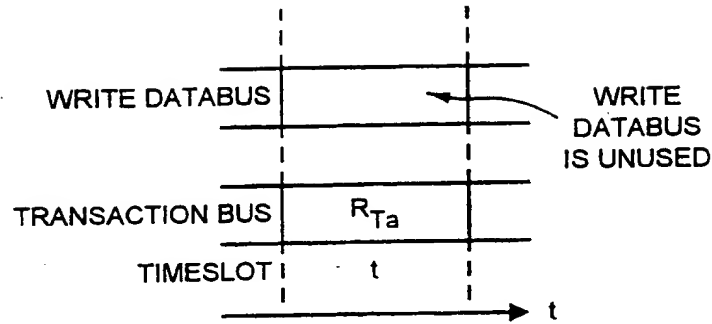 WRITE DATABUS
WRITE
DATABUS
IS UNUSED
TRANSACTION BUS
R_Ta
TIMESLOT
t
t